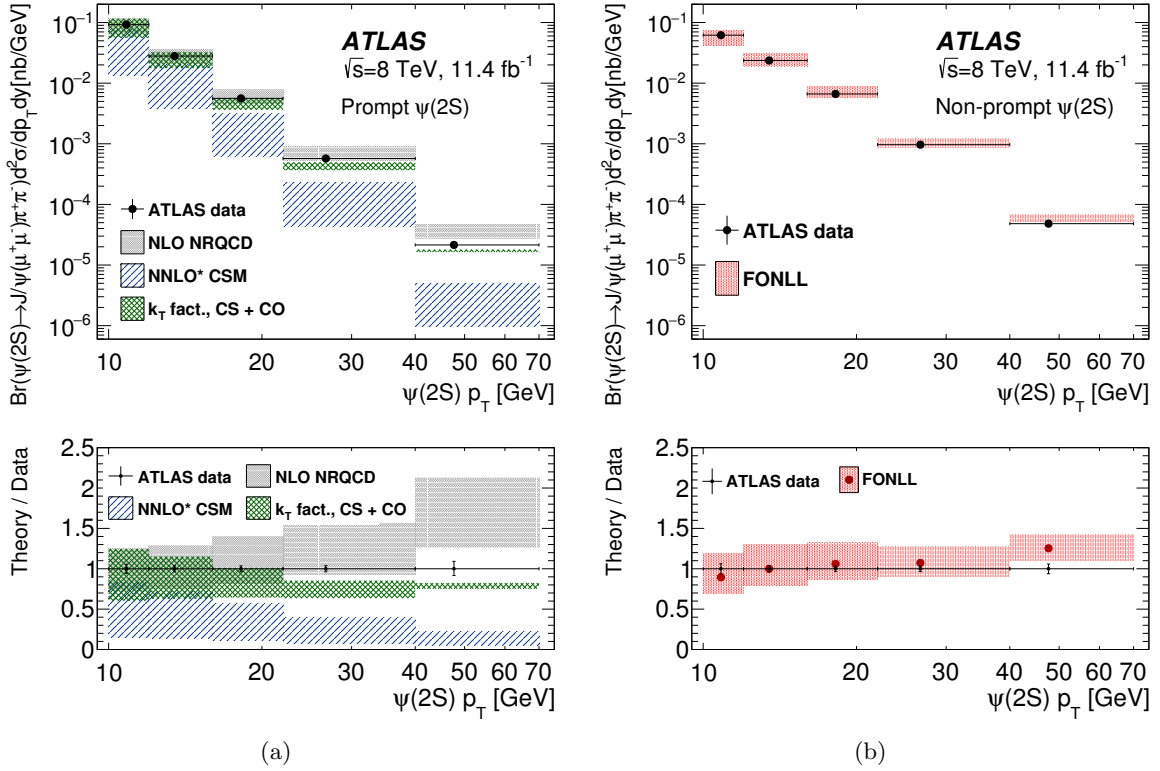 Br(ψ(2S)→J/ψ(μ⁺μ⁻)π⁺π⁻)d²σ/dp_T dy[nb/GeV]
10⁻¹
10⁻²
10⁻³
10⁻⁴
10⁻⁵
10⁻⁶
ATLAS
√s=8 TeV, 11.4 fb⁻¹
Prompt ψ(2S)
ATLAS data
NLO NRQCD
NNLO* CSM
k_T fact., CS + CO
10 20 30 40 50 60 70
ψ(2S) p_T [GeV]
Theory / Data
2.5
2
1.5
1
0.5
0
ATLAS data NLO NRQCD
NNLO* CSM k_T fact., CS + CO
10 20 30 40 50 60 70
ψ(2S) p_T [GeV]
(a)
Br(ψ(2S)→J/ψ(μ⁺μ⁻)π⁺π⁻)d²σ/dp_T dy[nb/GeV]
10⁻¹
10⁻²
10⁻³
10⁻⁴
10⁻⁵
10⁻⁶
ATLAS
√s=8 TeV, 11.4 fb⁻¹
Non-prompt ψ(2S)
ATLAS data
FONLL
10 20 30 40 50 60 70
ψ(2S) p_T [GeV]
Theory / Data
2.5
2
1.5
1
0.5
0
ATLAS data FONLL
10 20 30 40 50 60 70
ψ(2S) p_T [GeV]
(b)